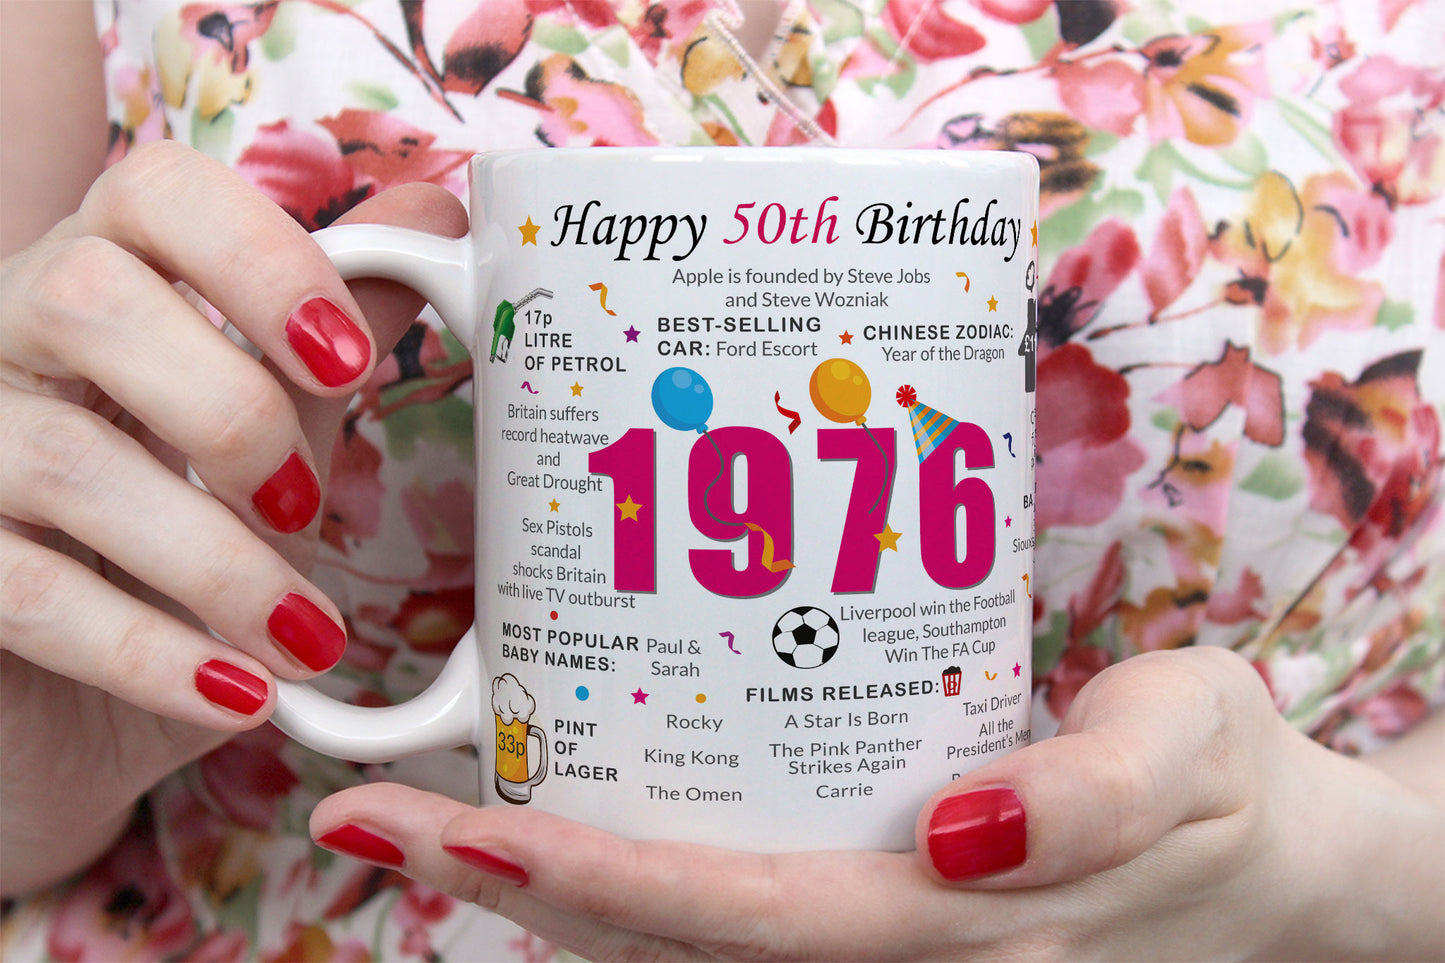 Happy 50th Birthday
Apple is founded by Steve Jobs
and Steve Wozniak
17p
LITRE
OF PETROL
BEST-SELLING
CAR: Ford Escort
CHINESE ZODIAC:
Year of the Dragon
Britain suffers
record heatwave
and
Great Drought
1976
Sex Pistols
scandal
shocks Britain
with live TV outburst
Liverpool win the Football
league, Southampton
Win The FA Cup
MOST POPULAR
BABY NAMES:
Paul &
Sarah
FILMS RELEASED:
33p
PINT
OF
LAGER
Rocky
King Kong
The Omen
A Star Is Born
The Pink Panther
Strikes Again
Carrie
Taxi Driver
All the
President's
BA